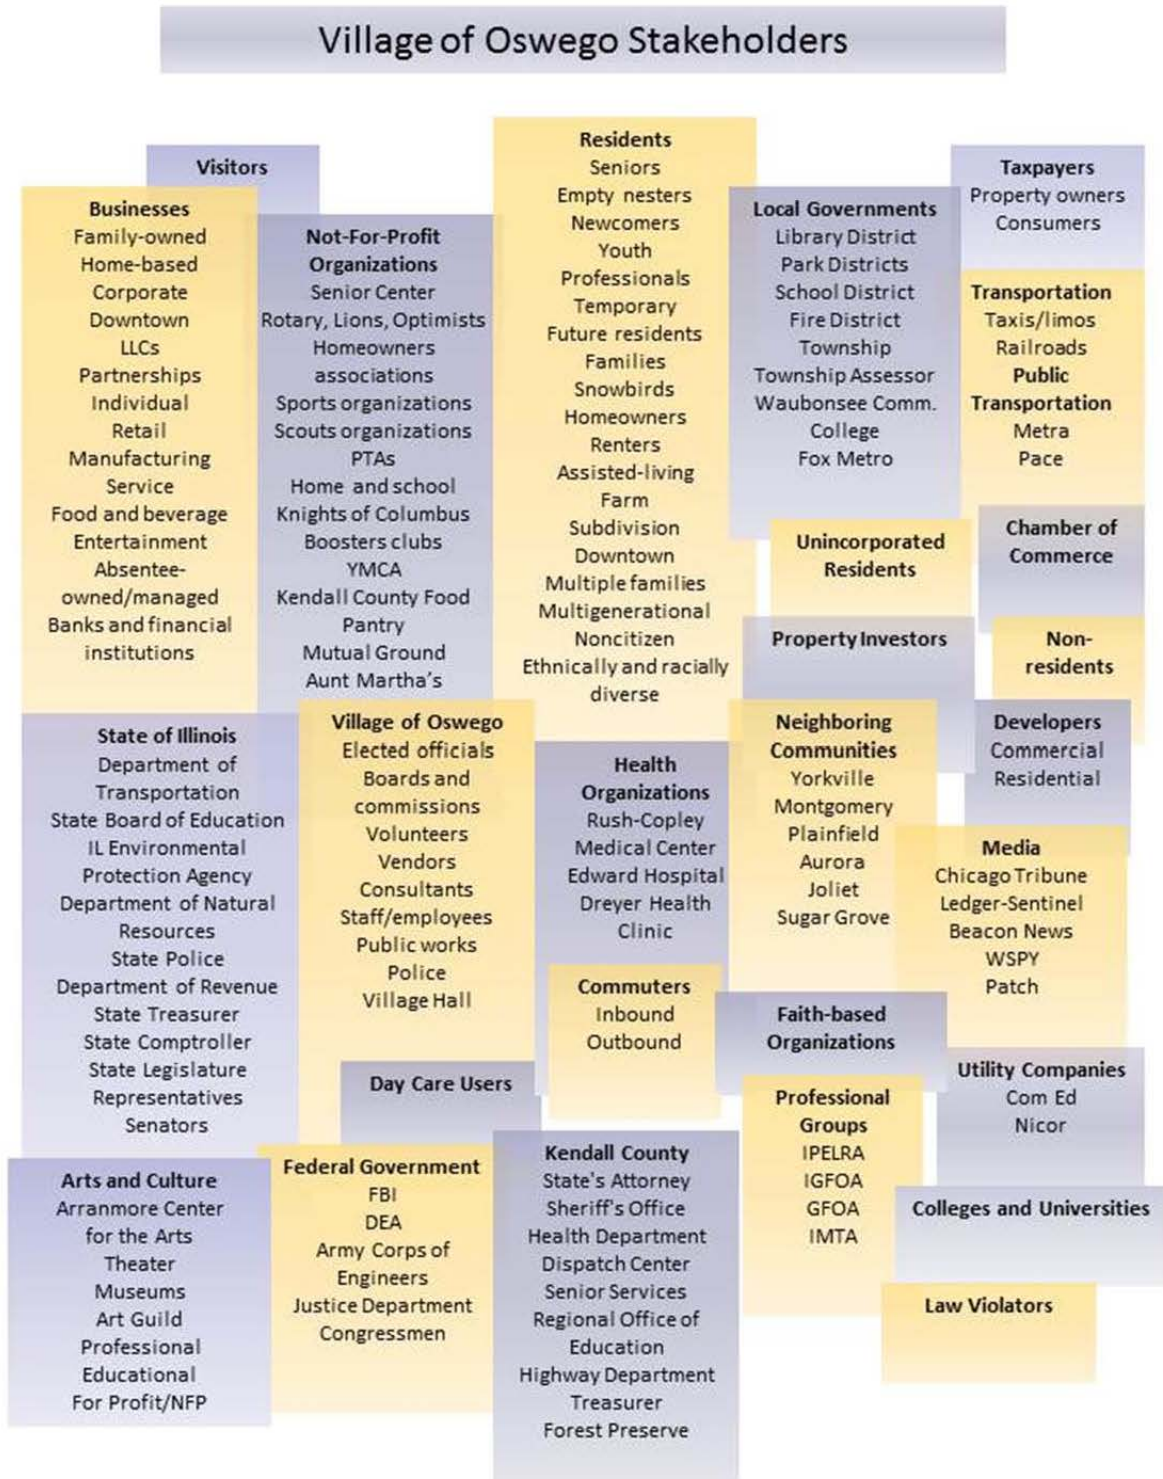 Village of Oswego Stakeholders
Visitors
Businesses
Family-owned
Home-based
Corporate
Downtown
LLCs
Partnerships
Individual
Retail
Manufacturing
Service
Food and beverage
Entertainment
Absentee-
owned/managed
Banks and financial
institutions
Not-For-Profit
Organizations
Senior Center
Rotary, Lions, Optimists
Homeowners
associations
Sports organizations
Scouts organizations
PTAs
Home and school
Knights of Columbus
Boosters clubs
YMCA
Kendall County Food
Pantry
Mutual Ground
Aunt Martha's
Residents
Seniors
Empty nesters
Newcomers
Youth
Professionals
Temporary
Future residents
Families
Snowbirds
Homeowners
Renters
Assisted-living
Farm
Subdivision
Downtown
Multiple families
Multigenerational
Noncitizen
Ethnically and racially
diverse
Local Governments
Library District
Park Districts
School District
Fire District
Township
Township Assessor
Waubonsee Comm.
College
Fox Metro
Taxpayers
Property owners
Consumers
Transportation
Taxis/limos
Railroads
Public
Transportation
Metra
Pace
Unincorporated
Residents
Chamber of
Commerce
Property Investors
Non-
residents
State of Illinois
Department of
Transportation
State Board of Education
IL Environmental
Protection Agency
Department of Natural
Resources
State Police
Department of Revenue
State Treasurer
State Comptroller
State Legislature
Representatives
Senators
Village of Oswego
Elected officials
Boards and
commissions
Volunteers
Vendors
Consultants
Staff/employees
Public works
Police
Village Hall
Health
Organizations
Rush-Copley
Medical Center
Edward Hospital
Dreyer Health
Clinic
Neighboring
Communities
Yorkville
Montgomery
Plainfield
Aurora
Joliet
Sugar Grove
Developers
Commercial
Residential
Media
Chicago Tribune
Ledger-Sentinel
Beacon News
WSPY
Patch
Commuters
Inbound
Outbound
Faith-based
Organizations
Day Care Users
Utility Companies
Com Ed
Nicor
Professional
Groups
IPELRA
IGFOA
GFOA
IMTA
Arts and Culture
Arranmore Center
for the Arts
Theater
Museums
Art Guild
Professional
Educational
For Profit/NFP
Federal Government
FBI
DEA
Army Corps of
Engineers
Justice Department
Congressmen
Kendall County
State's Attorney
Sheriff's Office
Health Department
Dispatch Center
Senior Services
Regional Office of
Education
Highway Department
Treasurer
Forest Preserve
Colleges and Universities
Law Violators